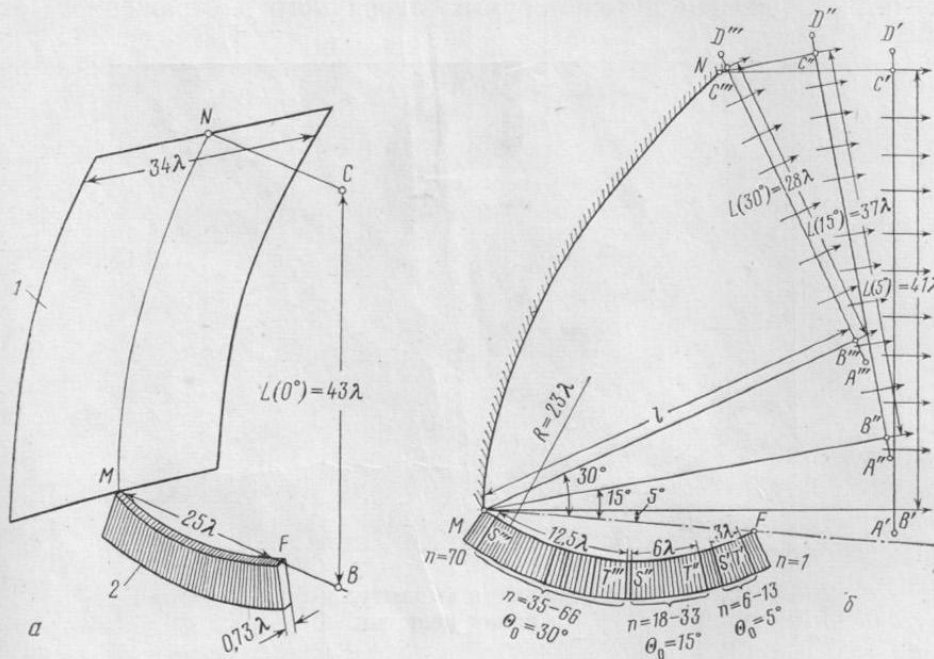 N
34λ
C
1
L(0°)=43λ
M
25λ
F
2
B
0,73λ
а
D'''
D''
D'
N
C'''
C''
C'
L(30°)=28λ
L(15°)=37λ
L(5°)=41λ
B'''
A'''
R=23λ
l
B''
A''
30°
15°
5°
M
F
A'
B'
S'''
12,5λ
T'''
S''
6λ
T''
3λ
S'
T'
n=70
n=1
n=35-66
Θ₀=30°
n=18-33
Θ₀=15°
n=6-13
Θ₀=5°
б